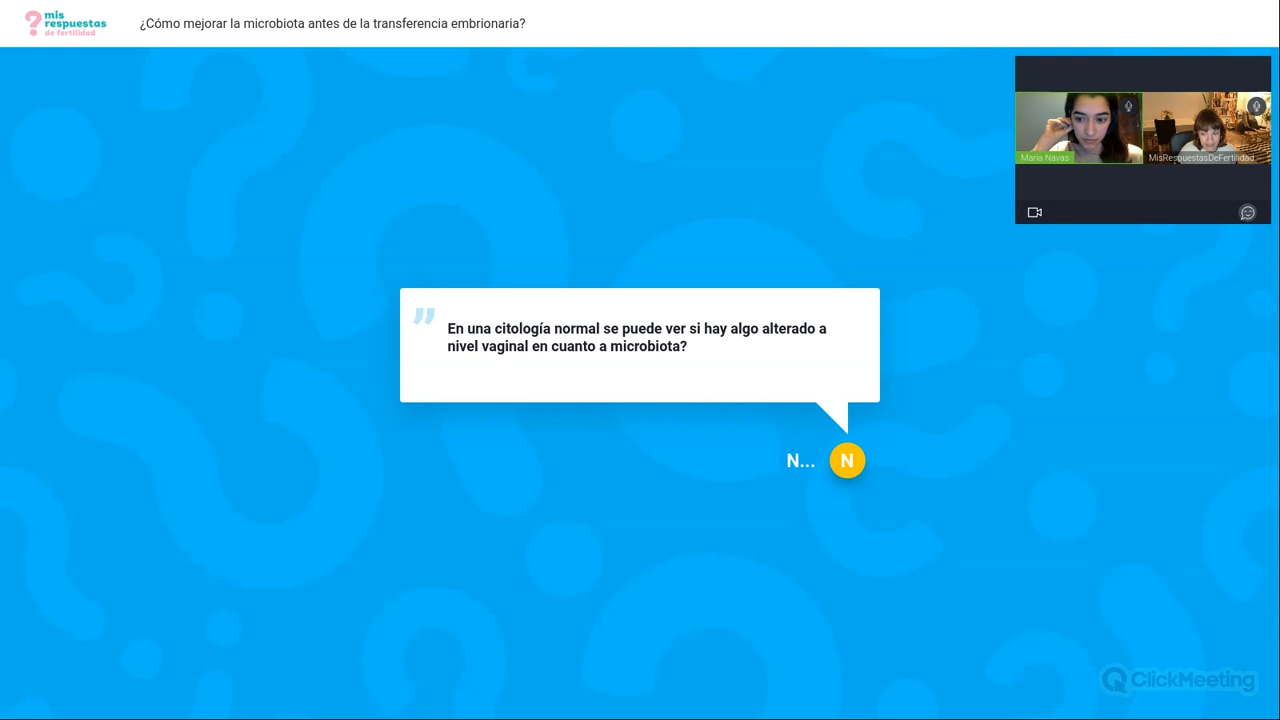 mis
respuestas
de fertilidad
¿Cómo mejorar la microbiota antes de la transferencia embrionaria?
Maria Navas
MisRespuestasDeFertilidad
En una citología normal se puede ver si hay algo alterado a
nivel vaginal en cuanto a microbiota?
N...
N
ClickMeeting